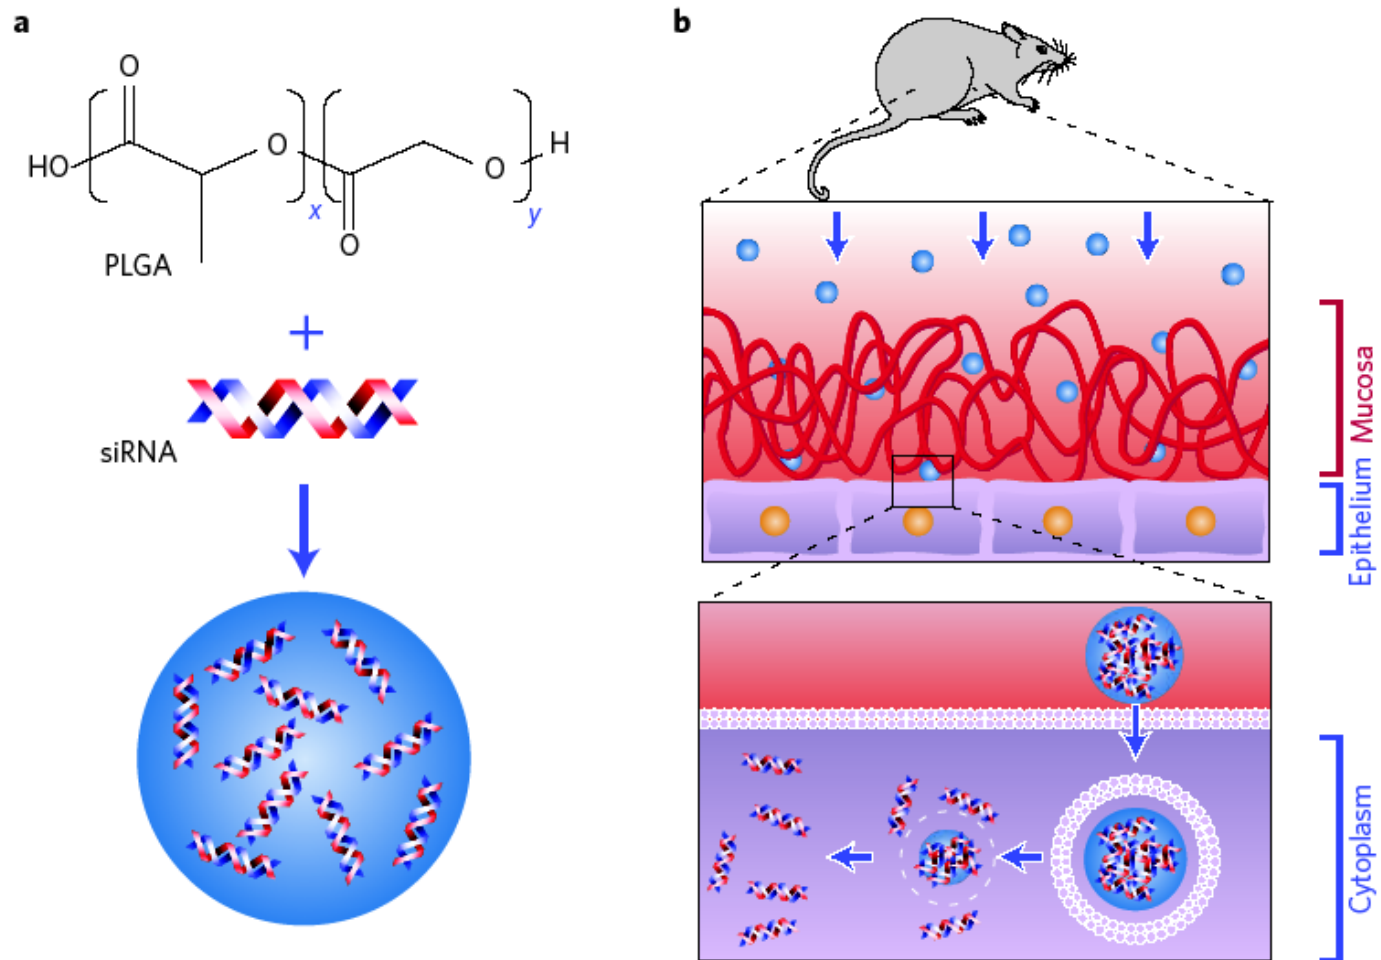 a
O
HO
O
x
O
O
y
H
PLGA
+
siRNA
b
Mucosa
Epithelium
Cytoplasm